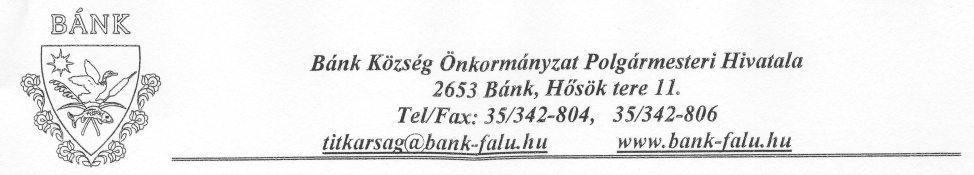 BÁNK
Bánk Község Önkormányzat Polgármesteri Hivatala
2653 Bánk, Hősök tere 11.
Tel/Fax: 35/342-804, 35/342-806
titkarsag@bank-falu.hu www.bank-falu.hu